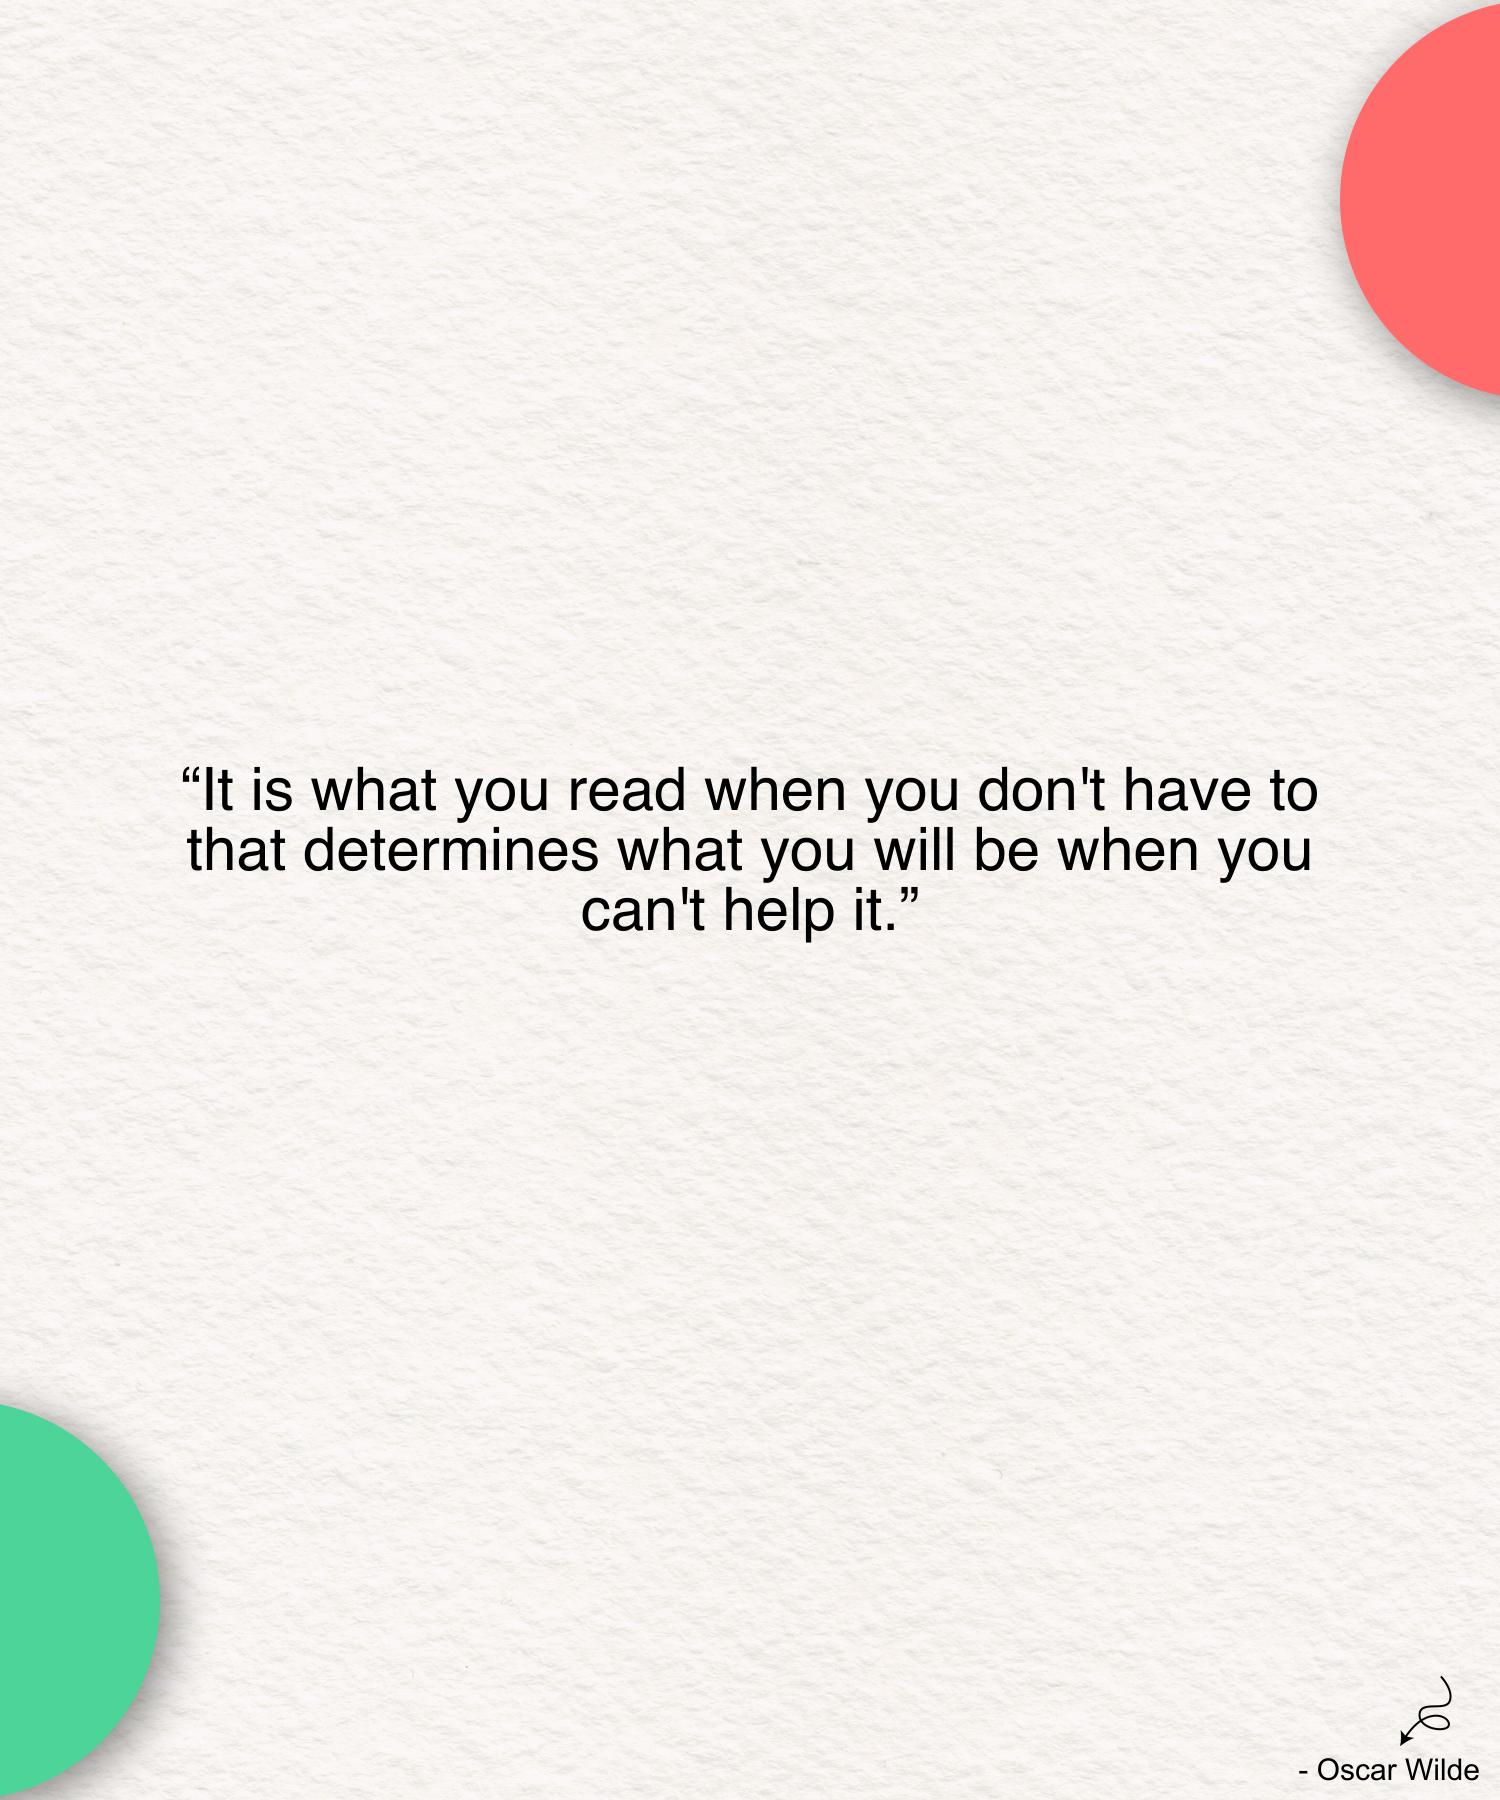 “It is what you read when you don't have to
that determines what you will be when you
can't help it.”
- Oscar Wilde